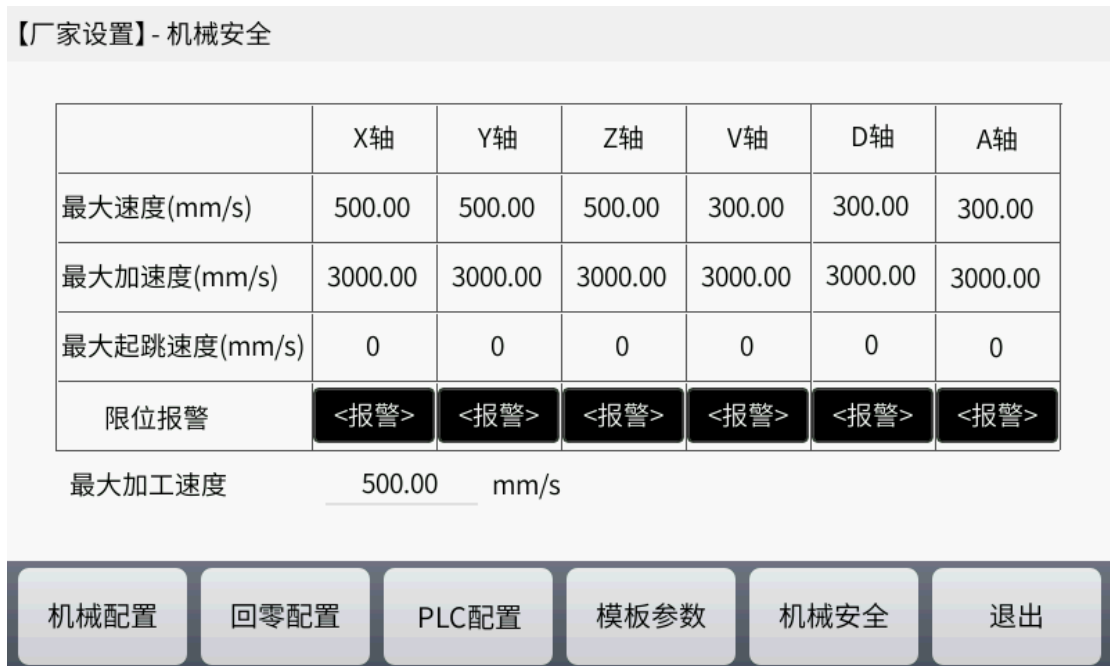 【厂家设置】- 机械安全
X轴 Y轴 Z轴 V轴 D轴 A轴
最大速度(mm/s) 500.00 500.00 500.00 300.00 300.00 300.00
最大加速度(mm/s) 3000.00 3000.00 3000.00 3000.00 3000.00 3000.00
最大起跳速度(mm/s) 0 0 0 0 0 0
限位报警 <报警> <报警> <报警> <报警> <报警> <报警>
最大加工速度 500.00 mm/s
机械配置 回零配置 PLC配置 模板参数 机械安全 退出